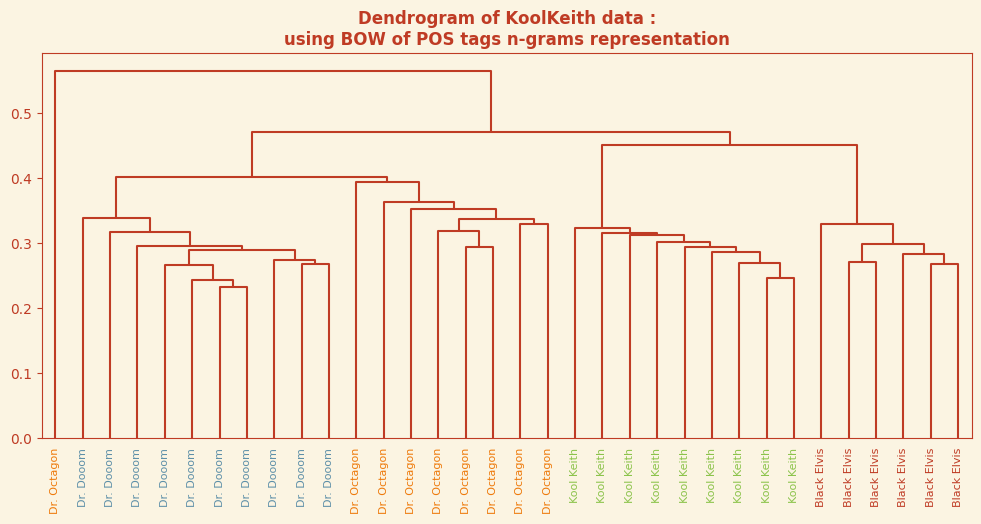 Dendrogram of KoolKeith data :
using BOW of POS tags n-grams representation
0.5
0.4
0.3
0.2
0.1
0.0
Dr. Octagon
Dr. Dooom
Dr. Dooom
Dr. Dooom
Dr. Dooom
Dr. Dooom
Dr. Dooom
Dr. Dooom
Dr. Dooom
Dr. Dooom
Dr. Dooom
Dr. Octagon
Dr. Octagon
Dr. Octagon
Dr. Octagon
Dr. Octagon
Dr. Octagon
Dr. Octagon
Dr. Octagon
Kool Keith
Kool Keith
Kool Keith
Kool Keith
Kool Keith
Kool Keith
Kool Keith
Kool Keith
Kool Keith
Black Elvis
Black Elvis
Black Elvis
Black Elvis
Black Elvis
Black Elvis